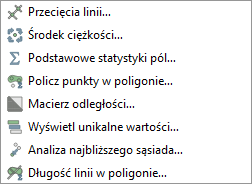 Przecięcia linii...
Środek ciężkości...
Podstawowe statystyki pól...
Policz punkty w poligonie...
Macierz odległości...
Wyświetl unikalne wartości...
Analiza najbliższego sąsiada...
Długość linii w poligonie...